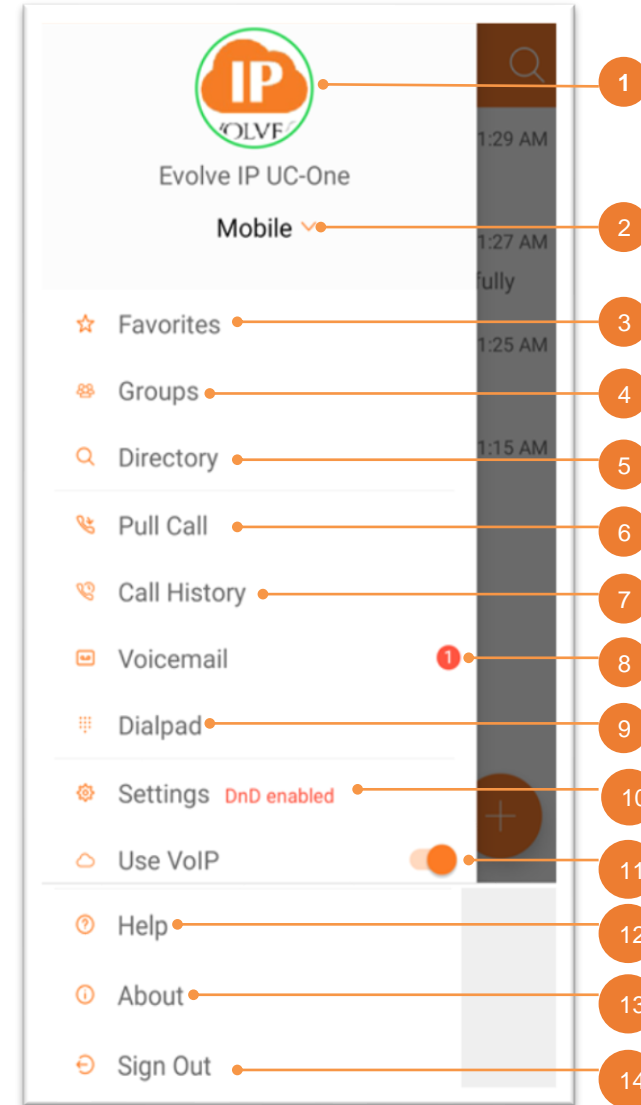 IP
VOLVE
1
1:29 AM
Evolve IP UC-One
Mobile
2
1:27 AM
fully
Favorites
3
1:25 AM
Groups
4
Directory
1:15 AM
5
Pull Call
6
Call History
7
Voicemail
1
8
Dialpad
9
Settings DnD enabled
10
Use VoIP
11
Help
12
About
13
Sign Out
14